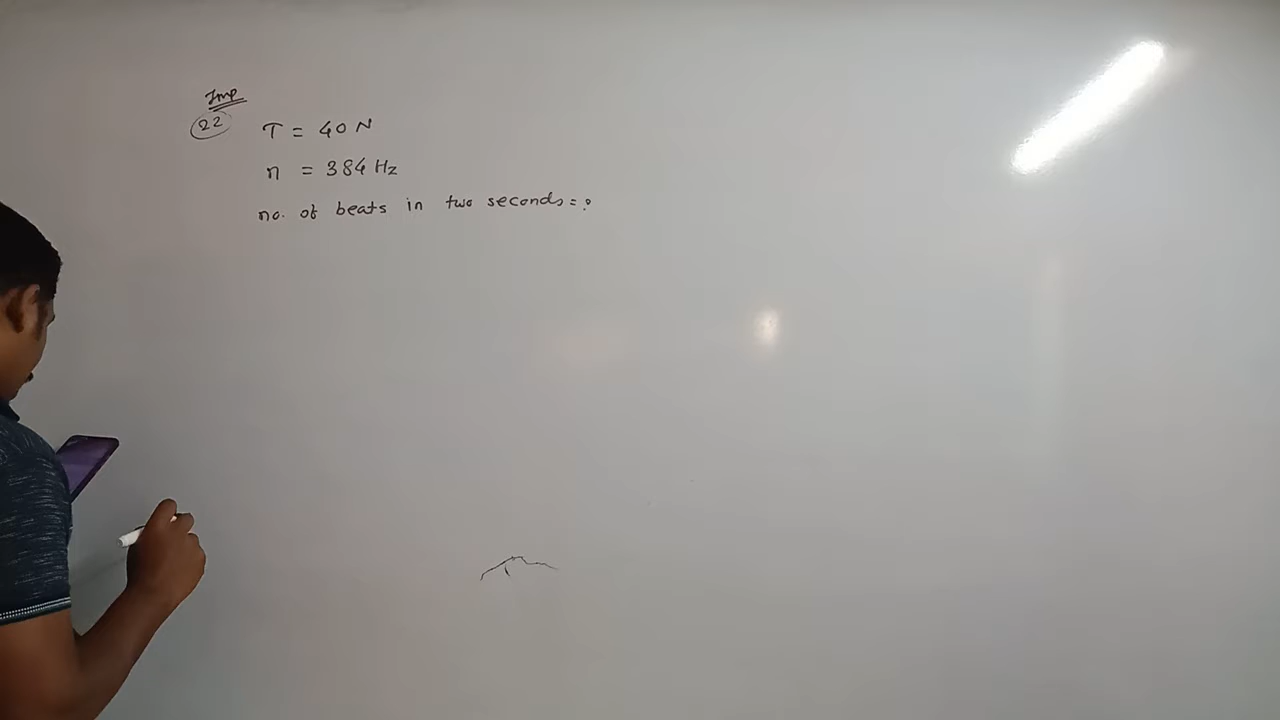 Imp
22 T = 40 N
n = 384 Hz
no. of beats in two seconds = ?